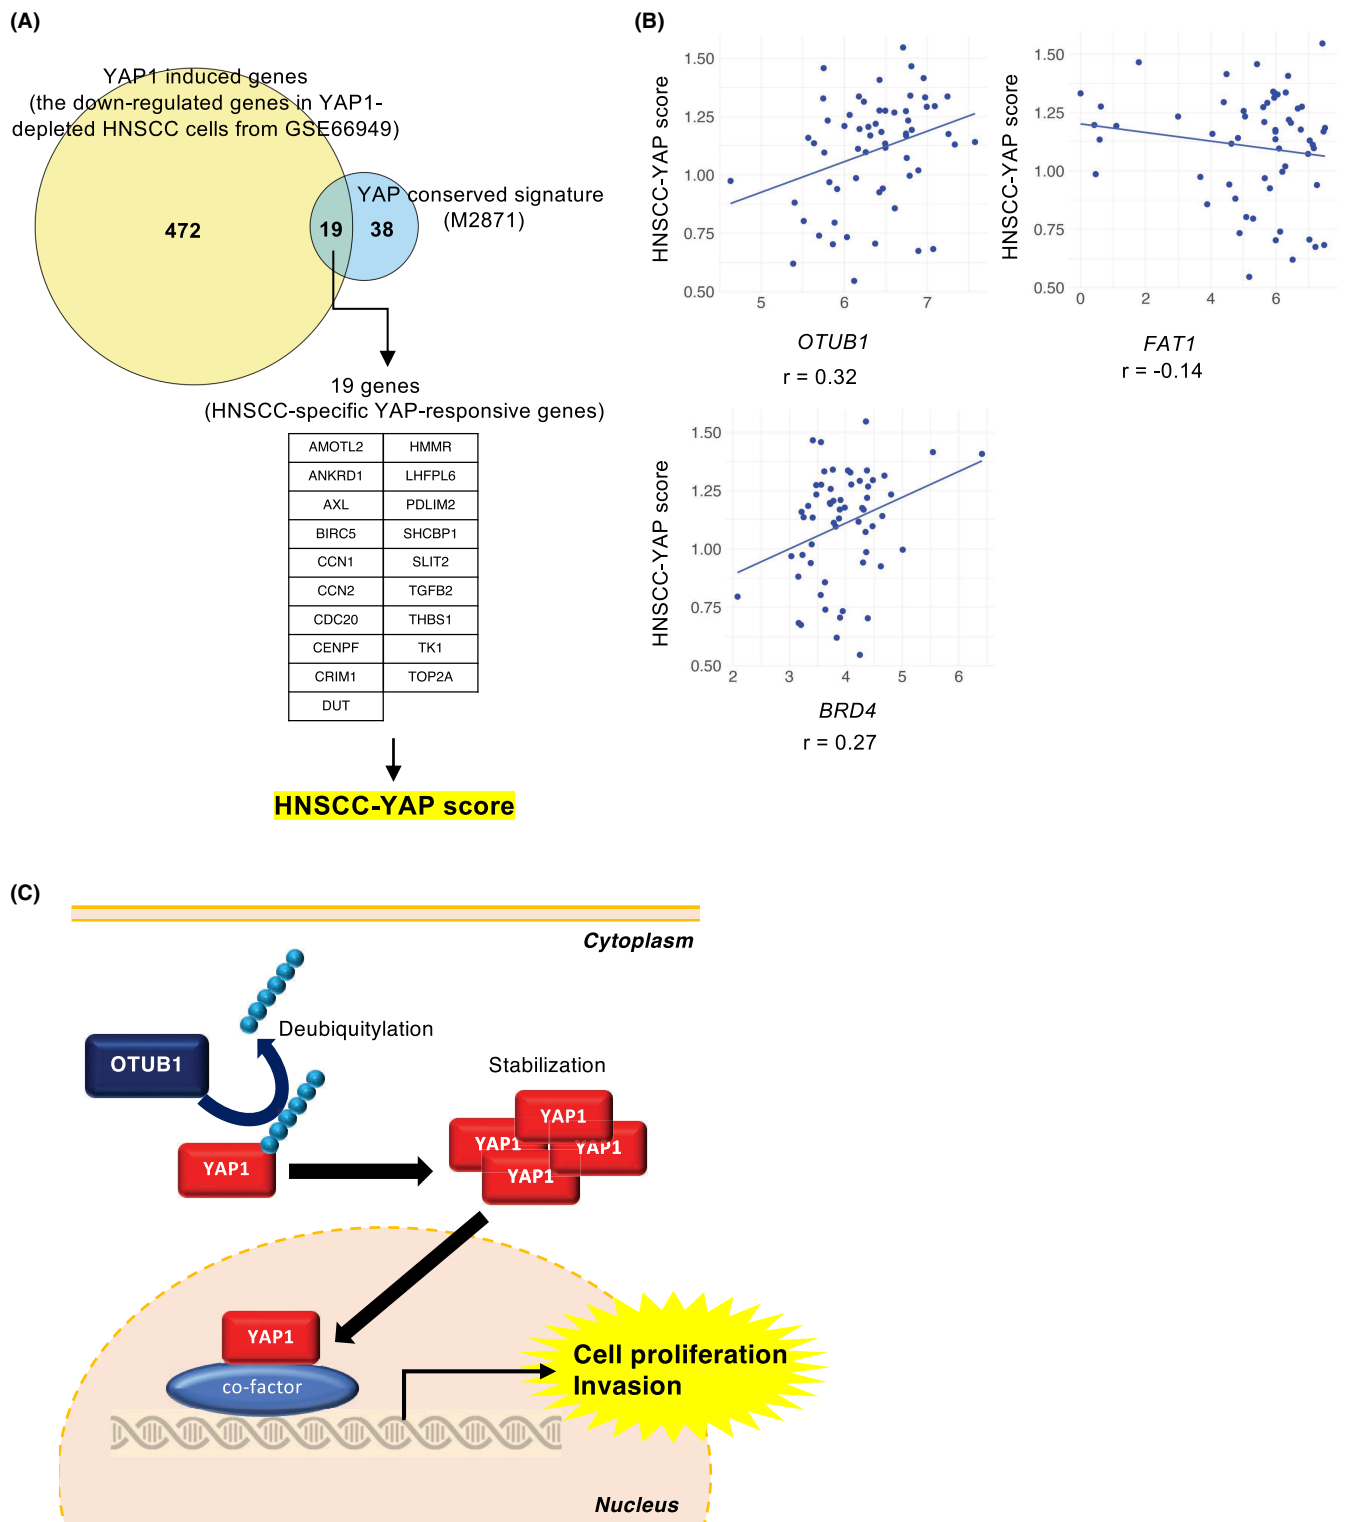 (A)
YAP1 induced genes
(the down-regulated genes in YAP1-
depleted HNSCC cells from GSE66949)
YAP conserved signature
(M2871)
472
19
38
19 genes
(HNSCC-specific YAP-responsive genes)
AMOTL2 HMMR
ANKRD1 LHFPL6
AXL PDLIM2
BIRC5 SHCBP1
CCN1 SLIT2
CCN2 TGFB2
CDC20 THBS1
CENPF TK1
CRIM1 TOP2A
DUT
HNSCC-YAP score
(B)
HNSCC-YAP score
1.50
1.25
1.00
0.75
0.50
5 6 7
OTUB1
r = 0.32
HNSCC-YAP score
1.50
1.25
1.00
0.75
0.50
0 2 4 6
FAT1
r = -0.14
HNSCC-YAP score
1.50
1.25
1.00
0.75
0.50
2 3 4 5 6
BRD4
r = 0.27
(C)
Cytoplasm
Deubiquitylation
OTUB1
YAP1
Stabilization
YAP1
YAP1
YAP1
YAP1
YAP1
co-factor
Cell proliferation
Invasion
Nucleus